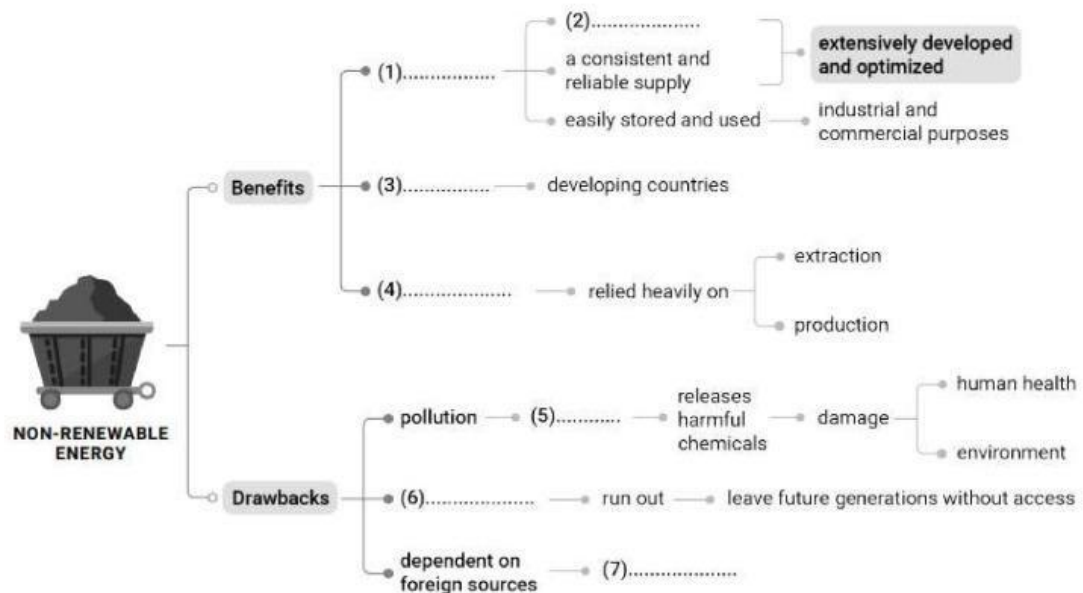 (2)......................
extensively developed
and optimized
(1)...................
a consistent and
reliable supply
easily stored and used
industrial and
commercial purposes
Benefits
(3)..................
developing countries
(4)......................
relied heavily on
extraction
production
NON-RENEWABLE
ENERGY
pollution
(5)............
releases
harmful
chemicals
damage
human health
environment
Drawbacks
(6)......................
run out
leave future generations without access
dependent on
foreign sources
(7)......................